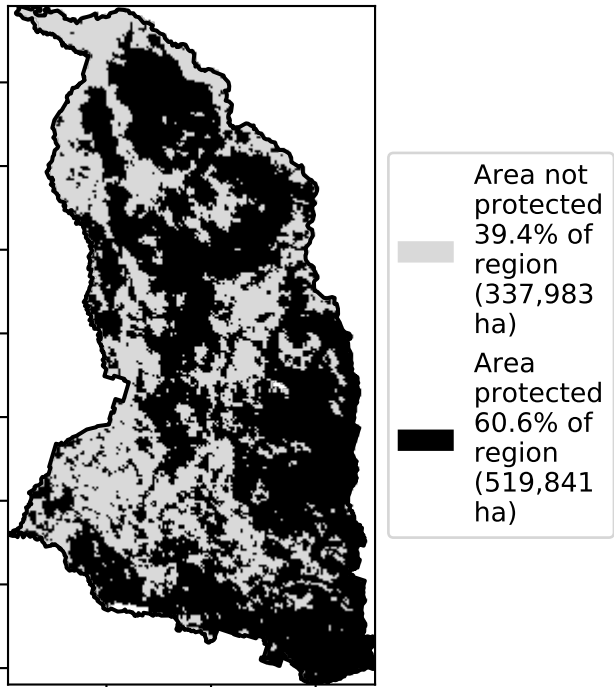 Area not
protected
39.4% of
region
(337,983
ha)
Area
protected
60.6% of
region
(519,841
ha)